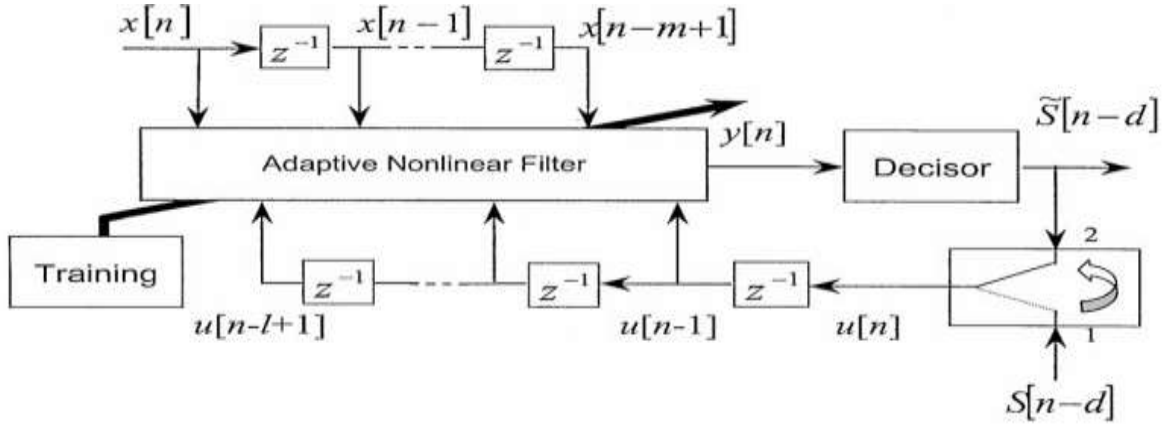 x[n]
x[n-1]
x[n-m+1]
z⁻¹
z⁻¹
Adaptive Nonlinear Filter
y[n]
Decisor
S̃[n-d]
Training
z⁻¹
z⁻¹
z⁻¹
2
1
u[n-l+1]
u[n-1]
u[n]
S[n-d]